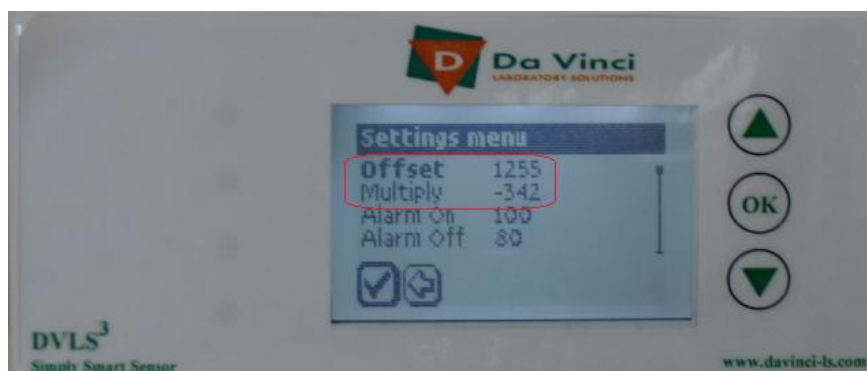 D Da Vinci
LABORATORY SOLUTIONS
Settings menu
Offset 1255
Multiply -342
Alarm On 100
Alarm Off 80
OK
DVLS³
Simply Smart Sensor
www.davinci-ls.com